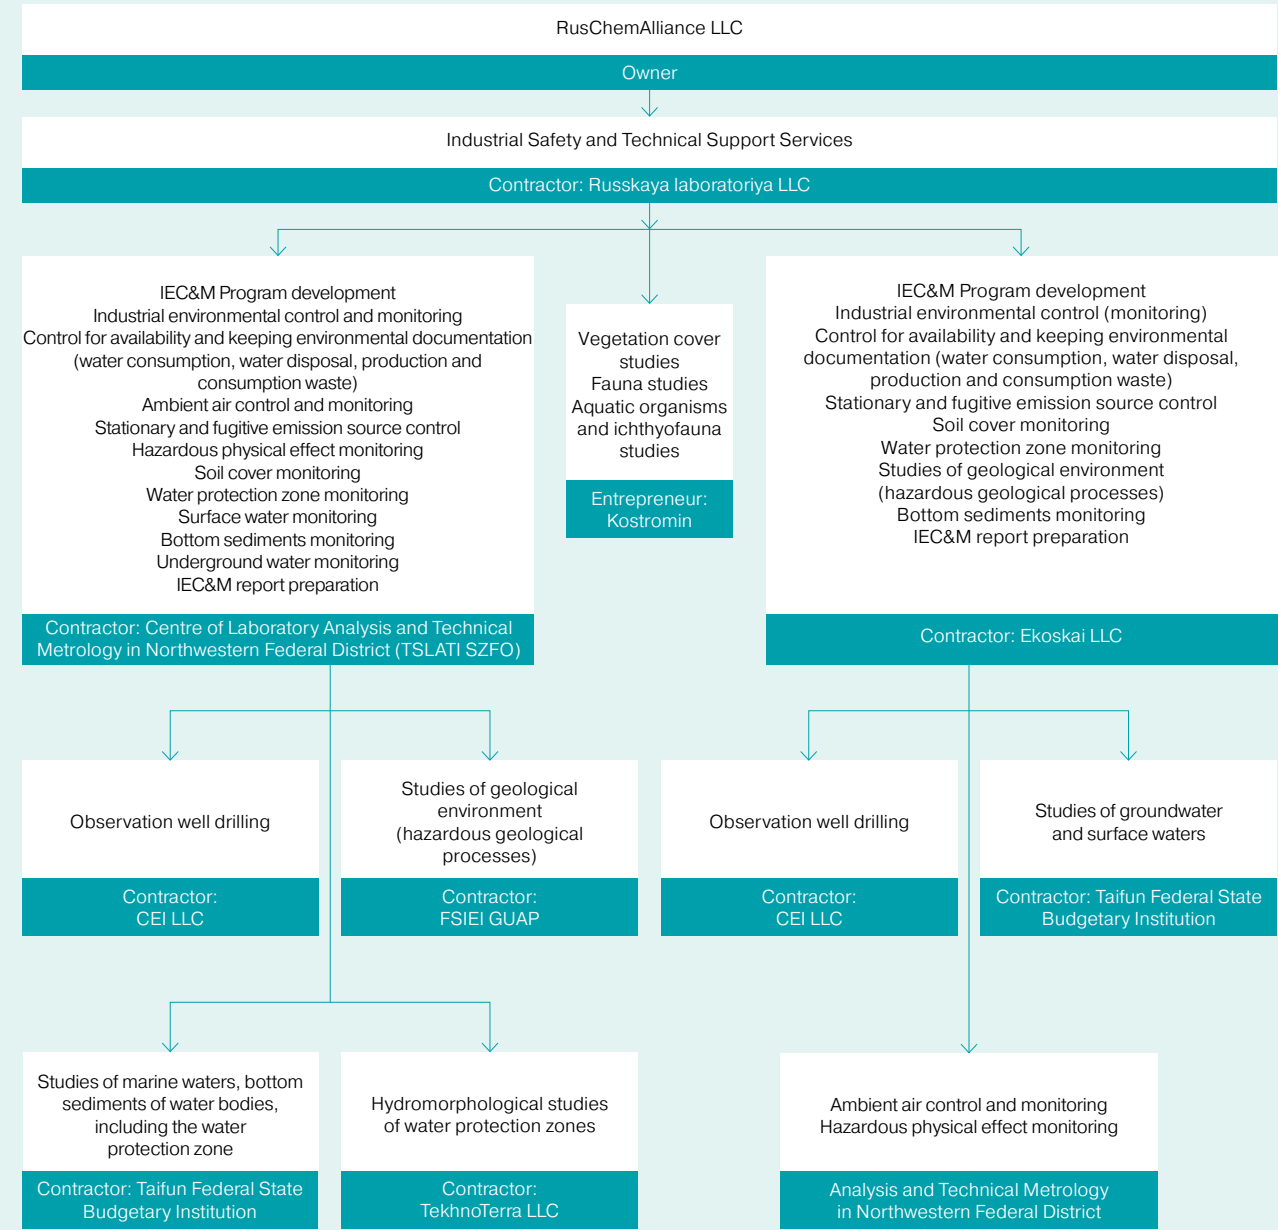 RusChemAlliance LLC
Owner
Industrial Safety and Technical Support Services
Contractor: Russkaya laboratoriya LLC
IEC&M Program development
Industrial environmental control and monitoring
Control for availability and keeping environmental documentation
(water consumption, water disposal, production and
consumption waste)
Ambient air control and monitoring
Stationary and fugitive emission source control
Hazardous physical effect monitoring
Soil cover monitoring
Water protection zone monitoring
Surface water monitoring
Bottom sediments monitoring
Underground water monitoring
IEC&M report preparation
Contractor: Centre of Laboratory Analysis and Technical
Metrology in Northwestern Federal District (TSLATI SZFO)
Vegetation cover
studies
Fauna studies
Aquatic organisms
and ichthyofauna
studies
Entrepreneur:
Kostromin
IEC&M Program development
Industrial environmental control (monitoring)
Control for availability and keeping environmental
documentation (water consumption, water disposal,
production and consumption waste)
Stationary and fugitive emission source control
Soil cover monitoring
Water protection zone monitoring
Studies of geological environment
(hazardous geological processes)
Bottom sediments monitoring
IEC&M report preparation
Contractor: Ekoskai LLC
Observation well drilling
Contractor:
CEI LLC
Studies of geological
environment
(hazardous geological
processes)
Contractor:
FSIEI GUAP
Observation well drilling
Contractor:
CEI LLC
Studies of groundwater
and surface waters
Contractor: Taifun Federal State
Budgetary Institution
Studies of marine waters, bottom
sediments of water bodies,
including the water
protection zone
Contractor: Taifun Federal State
Budgetary Institution
Hydromorphological studies
of water protection zones
Contractor:
TekhnoTerra LLC
Ambient air control and monitoring
Hazardous physical effect monitoring
Analysis and Technical Metrology
in Northwestern Federal District